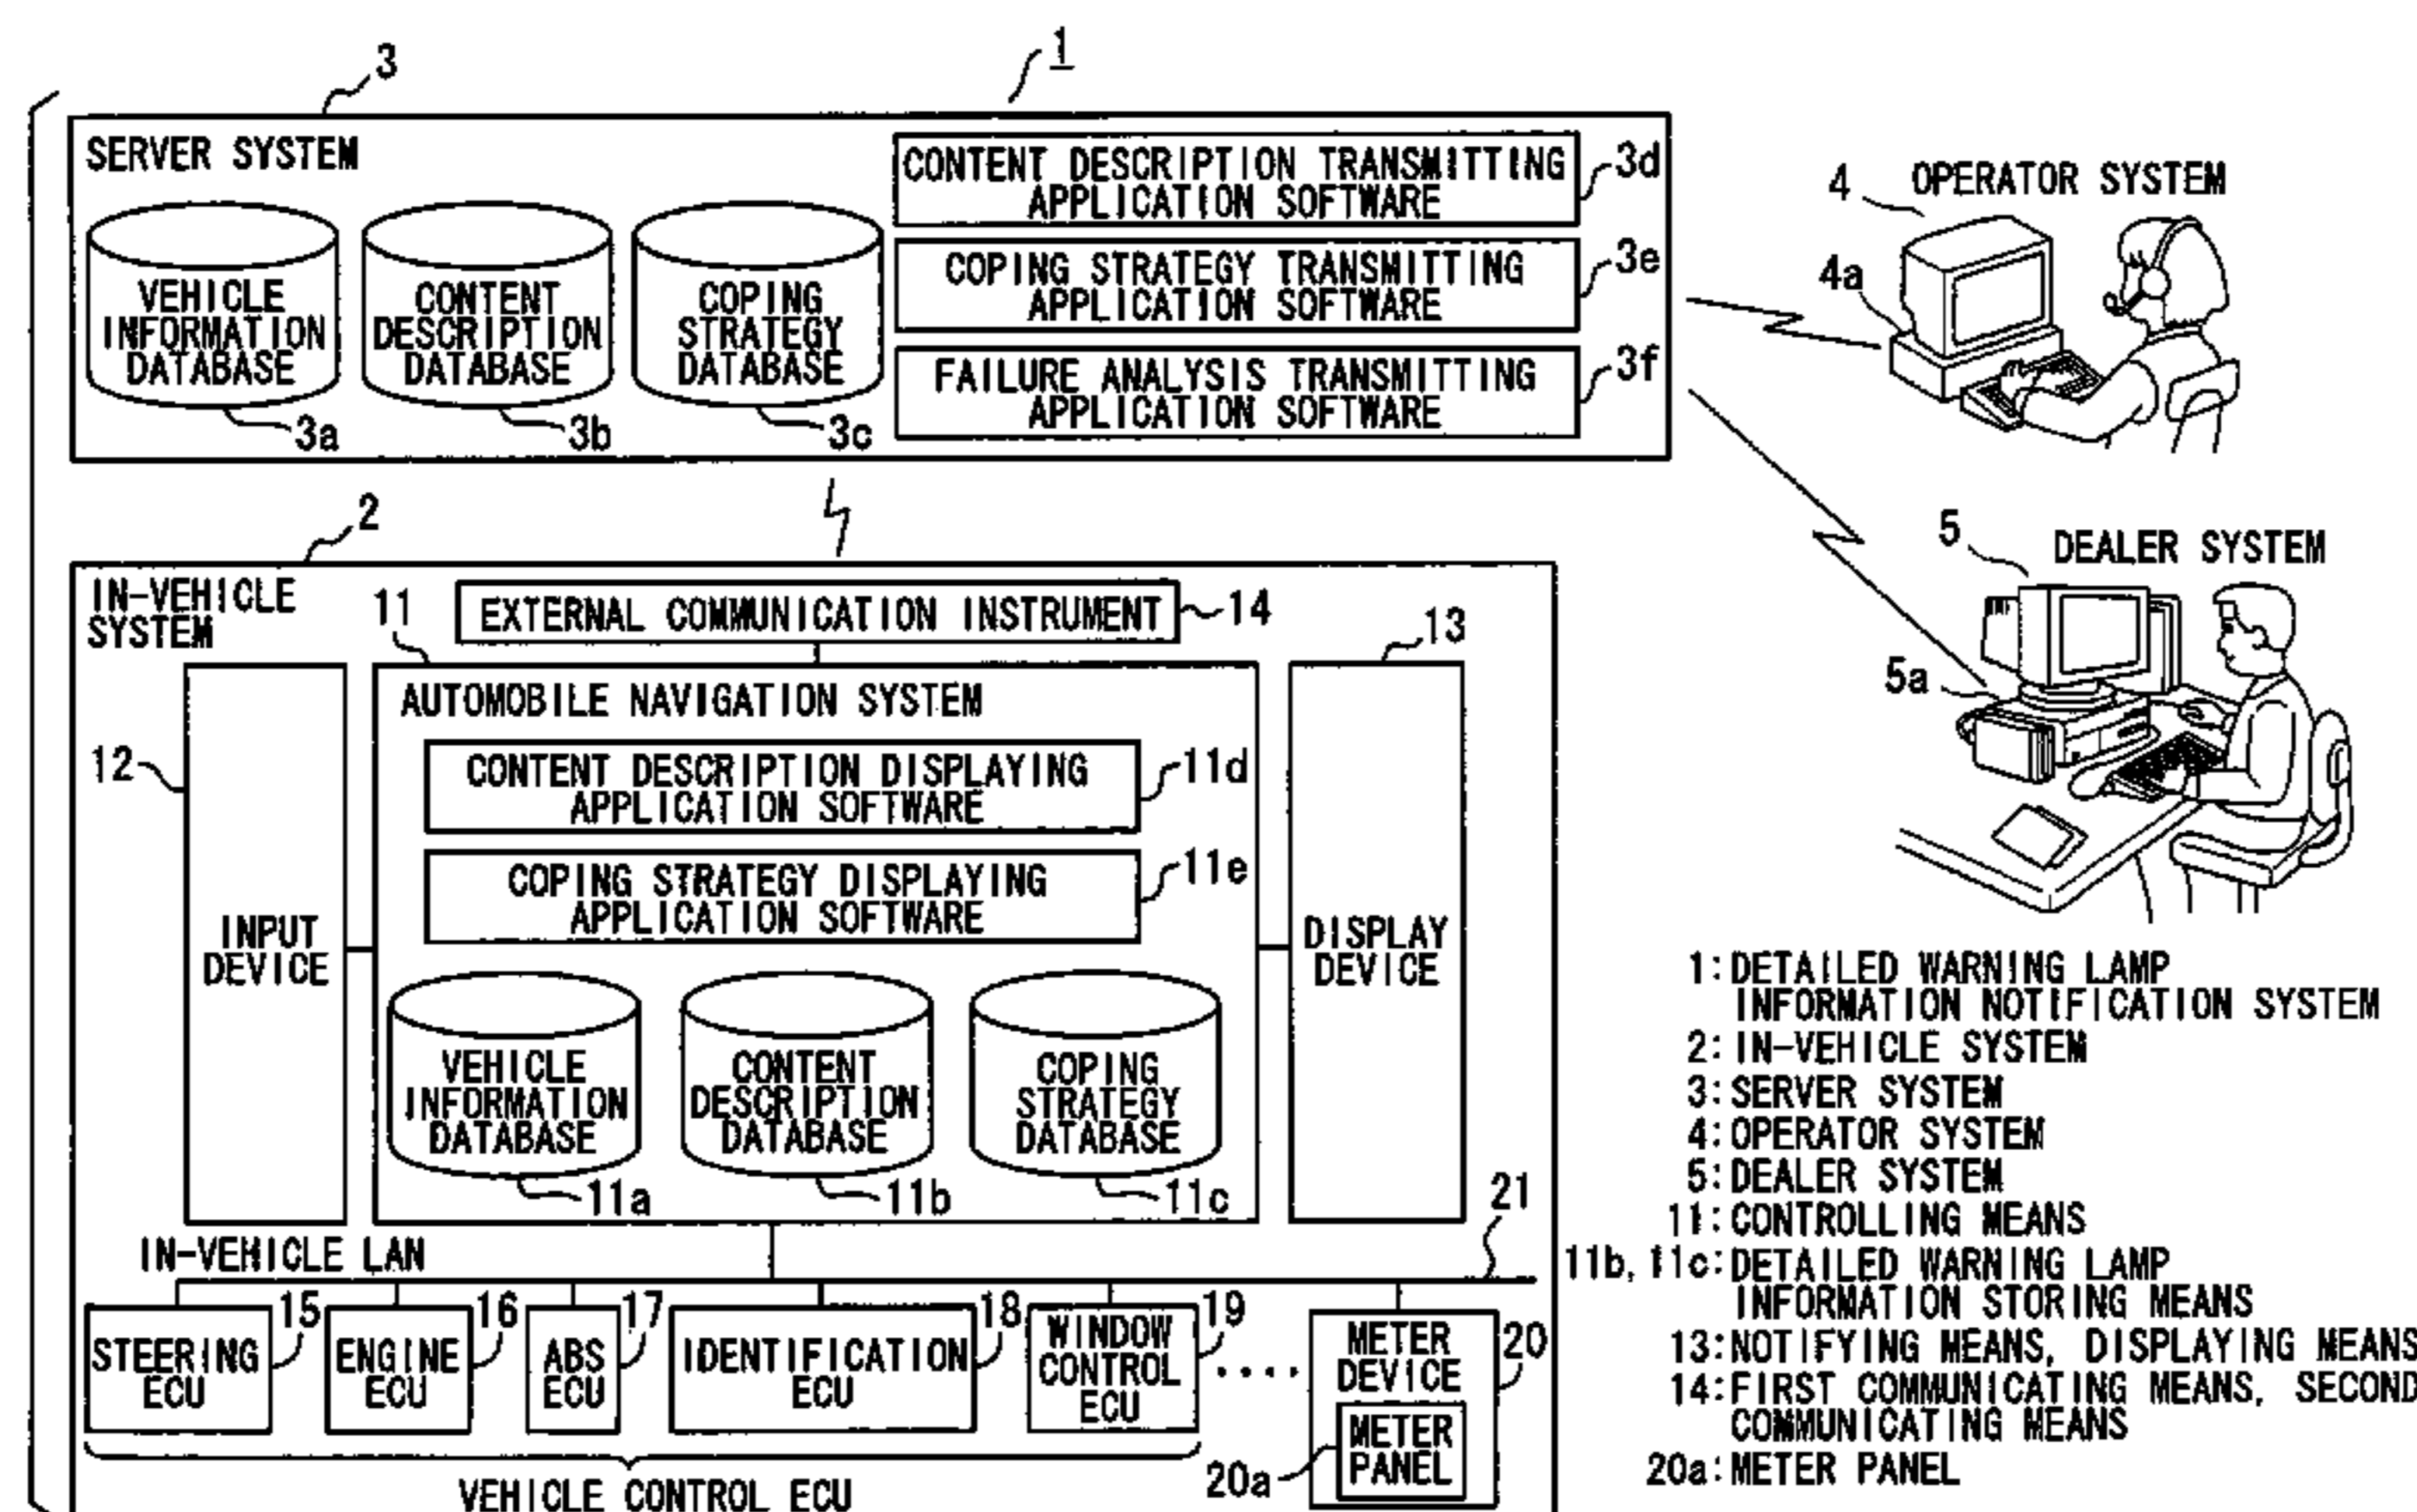 1
3
SERVER SYSTEM
VEHICLE
INFORMATION
DATABASE
3a
CONTENT
DESCRIPTION
DATABASE
3b
COPING
STRATEGY
DATABASE
3c
CONTENT DESCRIPTION TRANSMITTING
APPLICATION SOFTWARE
3d
COPING STRATEGY TRANSMITTING
APPLICATION SOFTWARE
3e
FAILURE ANALYSIS TRANSMITTING
APPLICATION SOFTWARE
3f
4
OPERATOR SYSTEM
4a
5
DEALER SYSTEM
5a
2
IN-VEHICLE
SYSTEM
EXTERNAL COMMUNICATION INSTRUMENT
14
11
AUTOMOBILE NAVIGATION SYSTEM
CONTENT DESCRIPTION DISPLAYING
APPLICATION SOFTWARE
11d
COPING STRATEGY DISPLAYING
APPLICATION SOFTWARE
11e
VEHICLE
INFORMATION
DATABASE
11a
CONTENT
DESCRIPTION
DATABASE
11b
COPING
STRATEGY
DATABASE
11c
12
INPUT
DEVICE
13
DISPLAY
DEVICE
IN-VEHICLE LAN
21
STEERING
ECU
15
ENGINE
ECU
16
ABS
ECU
17
IDENTIFICATION
ECU
18
WINDOW
CONTROL
ECU
19
....
METER
DEVICE
20
METER
PANEL
20a
VEHICLE CONTROL ECU
1:DETAILED WARNING LAMP
INFORMATION NOTIFICATION SYSTEM
2:IN-VEHICLE SYSTEM
3:SERVER SYSTEM
4:OPERATOR SYSTEM
5:DEALER SYSTEM
11:CONTROLLING MEANS
11b, 11c:DETAILED WARNING LAMP
INFORMATION STORING MEANS
13:NOTIFYING MEANS, DISPLAYING MEANS
14:FIRST COMMUNICATING MEANS, SECOND
COMMUNICATING MEANS
20a:METER PANEL